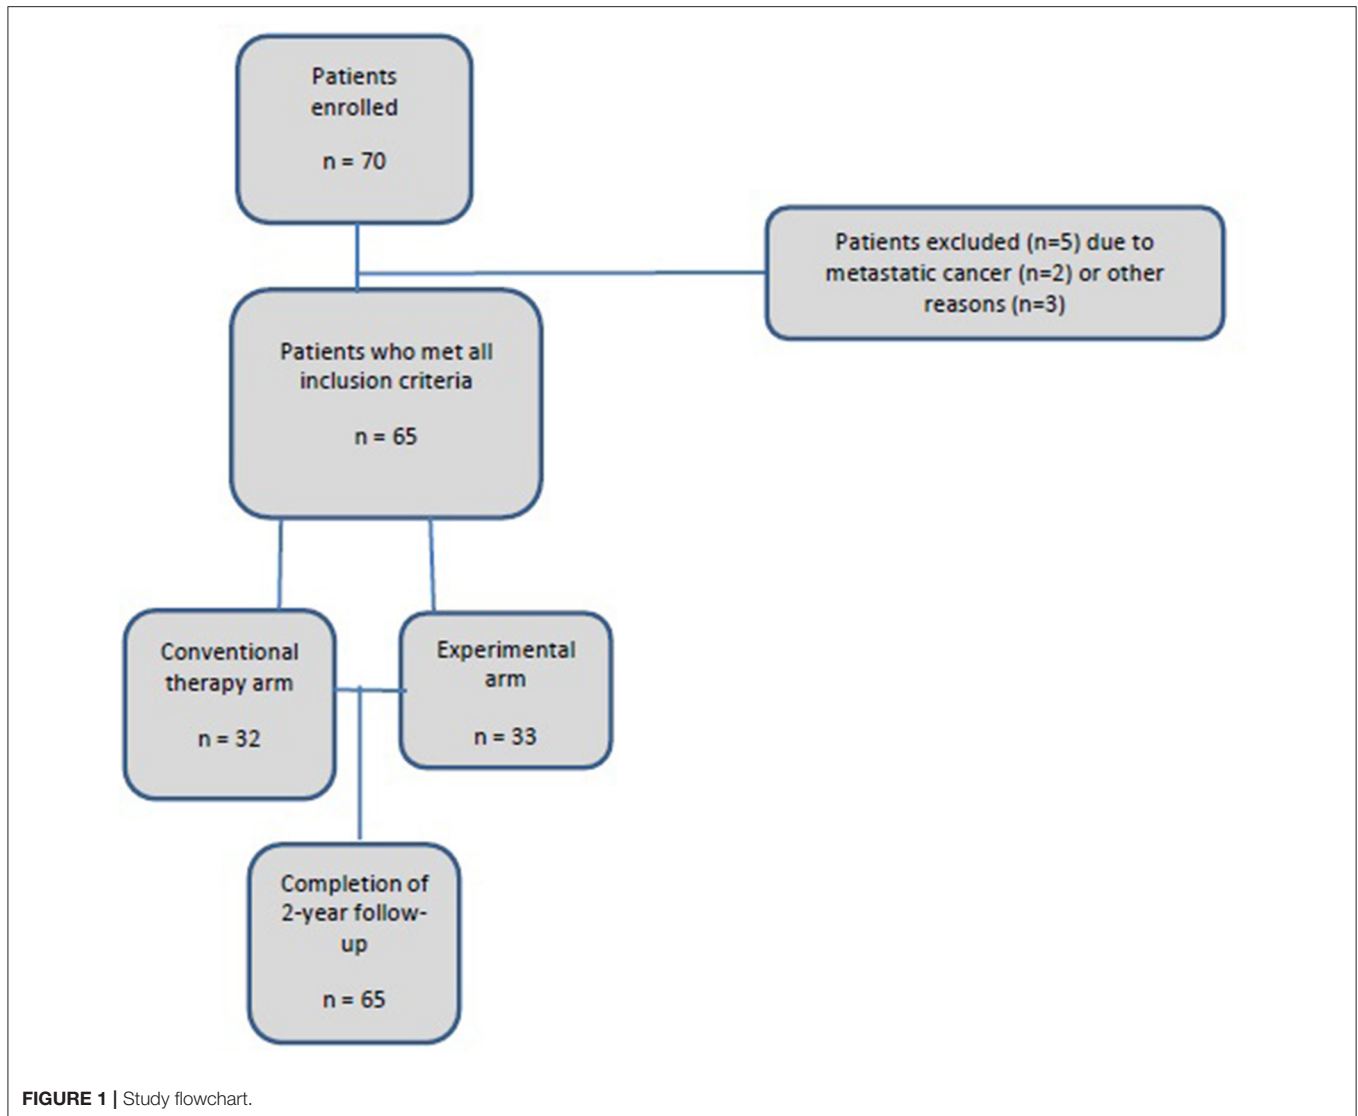 Patients
enrolled
n = 70
Patients excluded (n=5) due to
metastatic cancer (n=2) or other
reasons (n=3)
Patients who met all
inclusion criteria
n = 65
Conventional
therapy arm
n = 32
Experimental
arm
n = 33
Completion of
2-year follow-
up
n = 65
FIGURE 1 | Study flowchart.